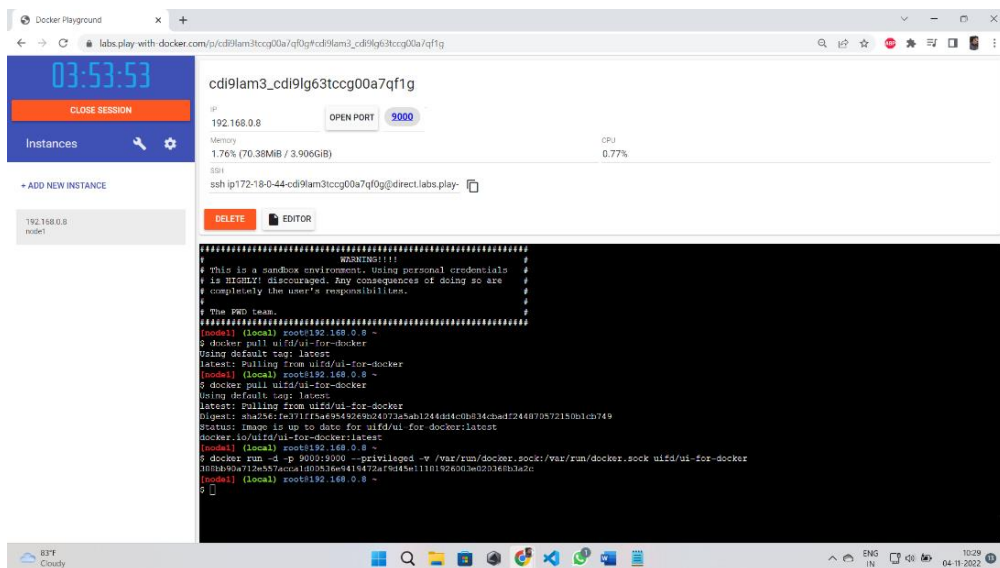 Docker Playground
labs.play-with-docker.com/p/cdi9lam3tccg00a7qf0g#cdi9lam3_cdi9lg63tccg00a7qf1g
03:53:53
CLOSE SESSION
Instances
+ ADD NEW INSTANCE
192.168.0.8
node1
cdi9lam3_cdi9lg63tccg00a7qf1g
IP
192.168.0.8
OPEN PORT
9000
Memory
1.76% (70.38MiB / 3.906GiB)
CPU
0.77%
SSH
ssh ip172-18-0-44-cdi9lam3tccg00a7qf0g@direct.labs.play-
DELETE
EDITOR
################################################################
# WARNING!!!! #
# This is a sandbox environment. Using personal credentials #
# is HIGHLY! discouraged. Any consequences of doing so are #
# completely the user's responsibilites. #
# #
# The PWD team. #
################################################################
[node1] (local) root@192.168.0.8 ~
$ docker pull uifd/ui-for-docker
Using default tag: latest
latest: Pulling from uifd/ui-for-docker
[node1] (local) root@192.168.0.8 ~
$ docker pull uifd/ui-for-docker
Using default tag: latest
latest: Pulling from uifd/ui-for-docker
Digest: sha256:fe371ff5a69549269b24073a5ab1244dd4c0b834cbadf244870572150b1cb749
Status: Image is up to date for uifd/ui-for-docker:latest
docker.io/uifd/ui-for-docker:latest
[node1] (local) root@192.168.0.8 ~
$ docker run -d -p 9000:9000 --privileged -v /var/run/docker.sock:/var/run/docker.sock uifd/ui-for-docker
388bb90a712e557acca1d00536e9419472af9d45e11181926003e020368b3a2c
[node1] (local) root@192.168.0.8 ~
$
83°F
Cloudy
ENG
IN
10:29
04-11-2022